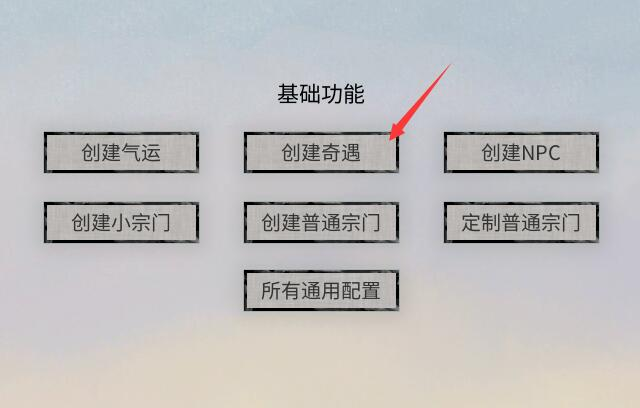 基础功能
创建气运
创建奇遇
创建NPC
创建小宗门
创建普通宗门
定制普通宗门
所有通用配置